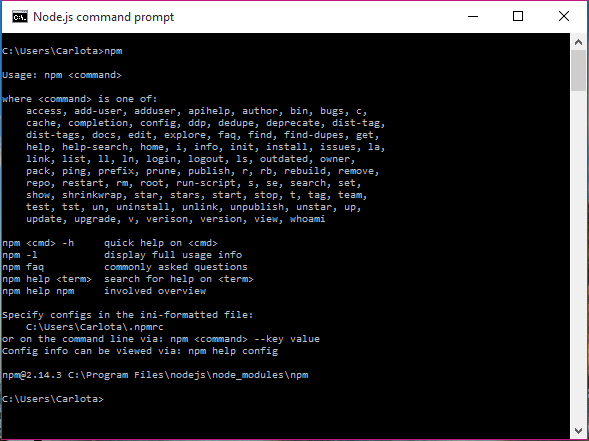 Node.js command prompt
C:\Users\Carlota>npm
Usage: npm <command>
where <command> is one of:
    access, add-user, adduser, apihelp, author, bin, bugs, c,
    cache, completion, config, ddp, dedupe, deprecate, dist-tag,
    dist-tags, docs, edit, explore, faq, find, find-dupes, get,
    help, help-search, home, i, info, init, install, issues, la,
    link, list, ll, ln, login, logout, ls, outdated, owner,
    pack, ping, prefix, prune, publish, r, rb, rebuild, remove,
    repo, restart, rm, root, run-script, s, se, search, set,
    show, shrinkwrap, star, stars, start, stop, t, tag, team,
    test, tst, un, uninstall, unlink, unpublish, unstar, up,
    update, upgrade, v, verison, version, view, whoami
npm <cmd> -h     quick help on <cmd>
npm -l           display full usage info
npm faq          commonly asked questions
npm help <term>  search for help on <term>
npm help npm     involved overview
Specify configs in the ini-formatted file:
    C:\Users\Carlota\.npmrc
or on the command line via: npm <command> --key value
Config info can be viewed via: npm help config
npm@2.14.3 C:\Program Files\nodejs\node_modules\npm
C:\Users\Carlota>